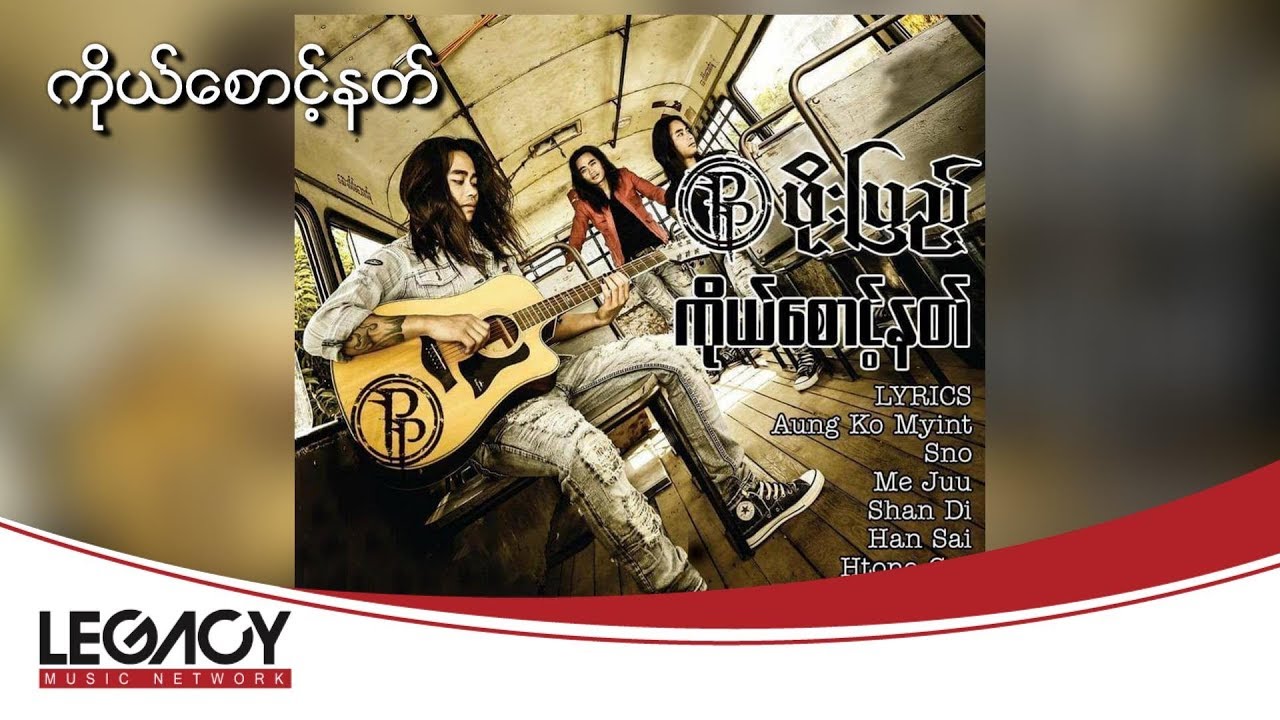 ကိုယ်စောင့်နတ်
PP ဖိုးပြည့်
ကိုယ်စောင့်နတ်
LYRICS
Aung Ko Myint
Sno
Me Juu
Shan Di
Han Sai
PP
LEGACY
MUSIC NETWORK